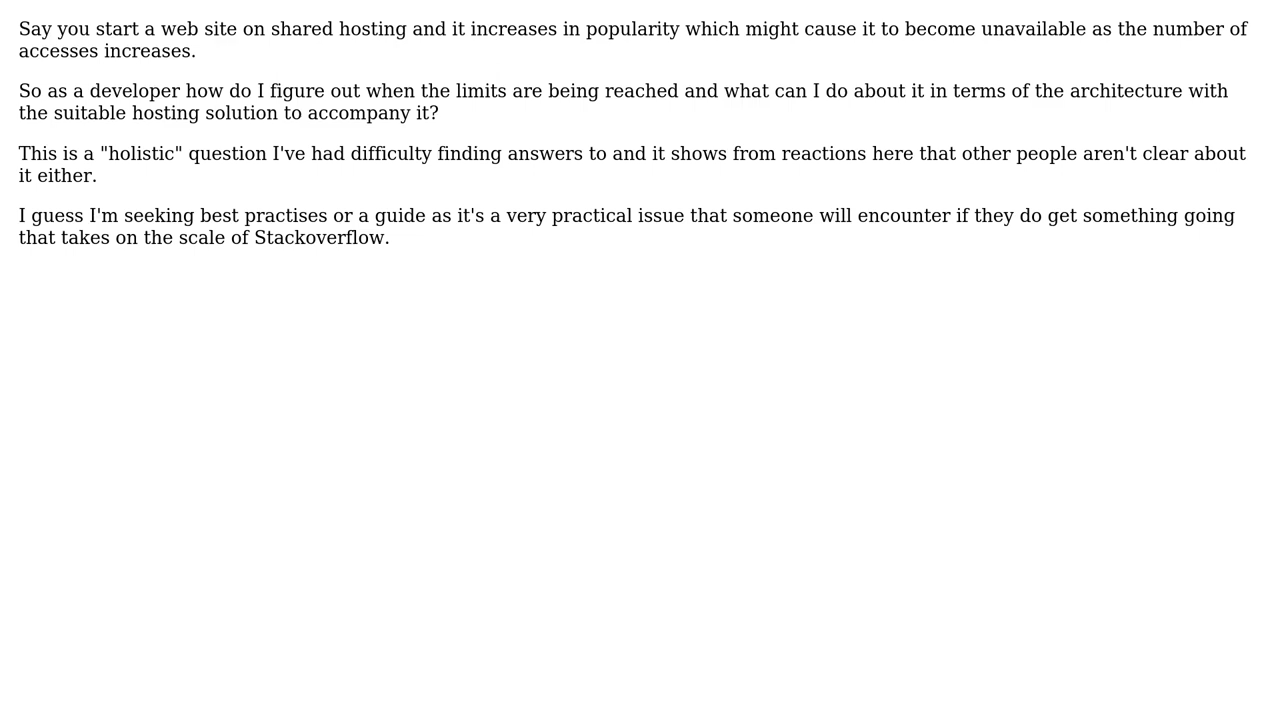 Say you start a web site on shared hosting and it increases in popularity which might cause it to become unavailable as the number of
accesses increases.
So as a developer how do I figure out when the limits are being reached and what can I do about it in terms of the architecture with
the suitable hosting solution to accompany it?
This is a "holistic" question I've had difficulty finding answers to and it shows from reactions here that other people aren't clear about
it either.
I guess I'm seeking best practises or a guide as it's a very practical issue that someone will encounter if they do get something going
that takes on the scale of Stackoverflow.